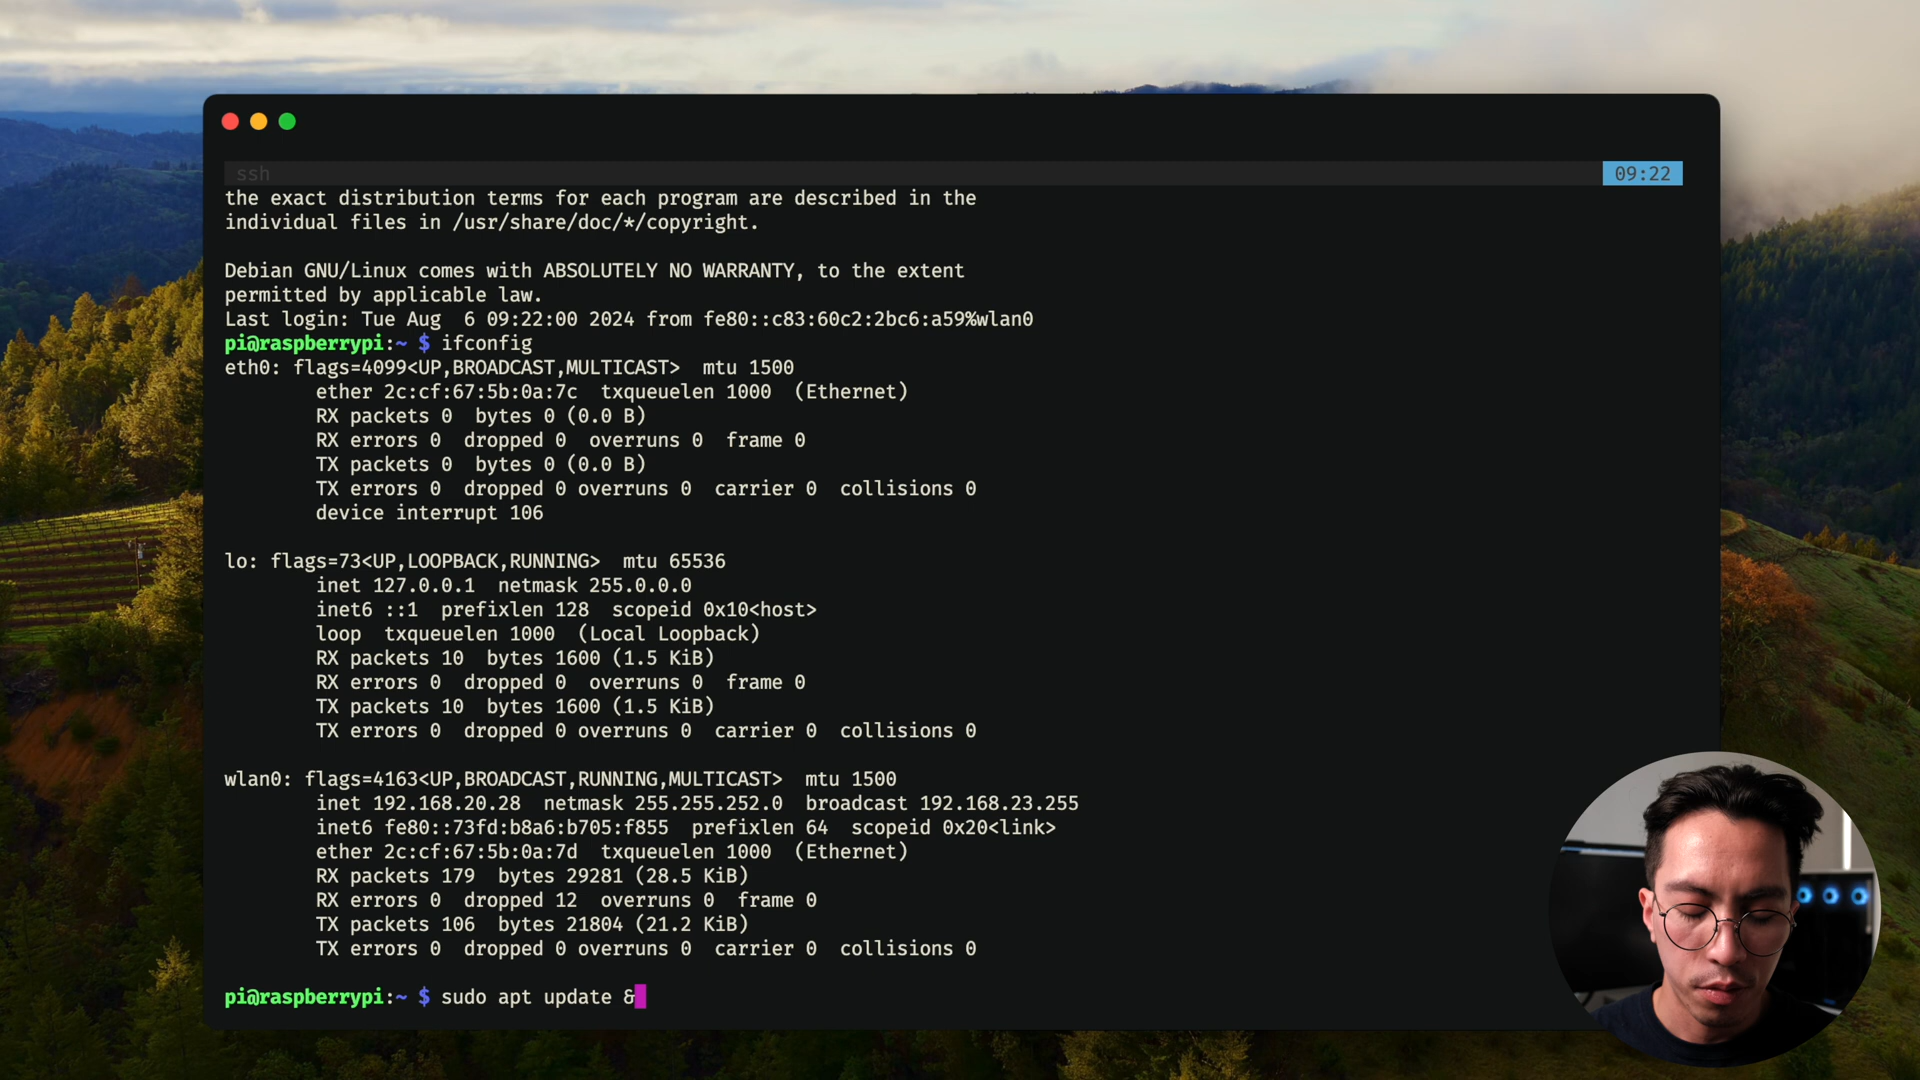 ssh 09:22
the exact distribution terms for each program are described in the
individual files in /usr/share/doc/*/copyright.
Debian GNU/Linux comes with ABSOLUTELY NO WARRANTY, to the extent
permitted by applicable law.
Last login: Tue Aug  6 09:22:00 2024 from fe80::c83:60c2:2bc6:a59%wlan0
pi@raspberrypi:~ $ ifconfig
eth0: flags=4099<UP,BROADCAST,MULTICAST>  mtu 1500
ether 2c:cf:67:5b:0a:7c  txqueuelen 1000  (Ethernet)
RX packets 0  bytes 0 (0.0 B)
RX errors 0  dropped 0  overruns 0  frame 0
TX packets 0  bytes 0 (0.0 B)
TX errors 0  dropped 0 overruns 0  carrier 0  collisions 0
device interrupt 106
lo: flags=73<UP,LOOPBACK,RUNNING>  mtu 65536
inet 127.0.0.1  netmask 255.0.0.0
inet6 ::1  prefixlen 128  scopeid 0x10<host>
loop  txqueuelen 1000  (Local Loopback)
RX packets 10  bytes 1600 (1.5 KiB)
RX errors 0  dropped 0  overruns 0  frame 0
TX packets 10  bytes 1600 (1.5 KiB)
TX errors 0  dropped 0 overruns 0  carrier 0  collisions 0
wlan0: flags=4163<UP,BROADCAST,RUNNING,MULTICAST>  mtu 1500
inet 192.168.20.28  netmask 255.255.252.0  broadcast 192.168.23.255
inet6 fe80::73fd:b8a6:b705:f855  prefixlen 64  scopeid 0x20<link>
ether 2c:cf:67:5b:0a:7d  txqueuelen 1000  (Ethernet)
RX packets 179  bytes 29281 (28.5 KiB)
RX errors 0  dropped 12  overruns 0  frame 0
TX packets 106  bytes 21804 (21.2 KiB)
TX errors 0  dropped 0 overruns 0  carrier 0  collisions 0
pi@raspberrypi:~ $ sudo apt update &